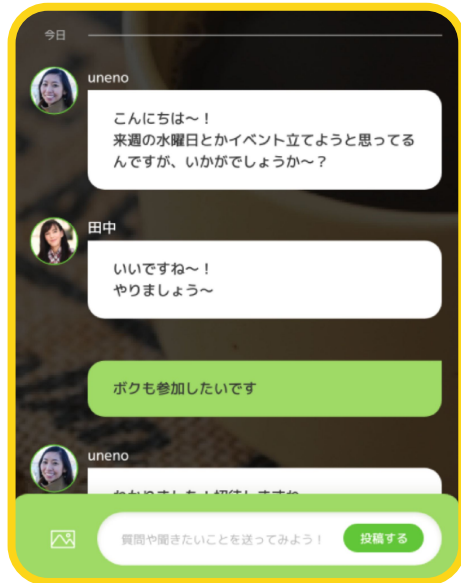 今日
uneno
こんにちは〜！
来週の水曜日とかイベント立てようと思ってる
んですが、いかがでしょうか〜？
田中
いいですね〜！
やりましょう〜
ボクも参加したいです
uneno
質問や聞きたいことを送ってみよう！
投稿する